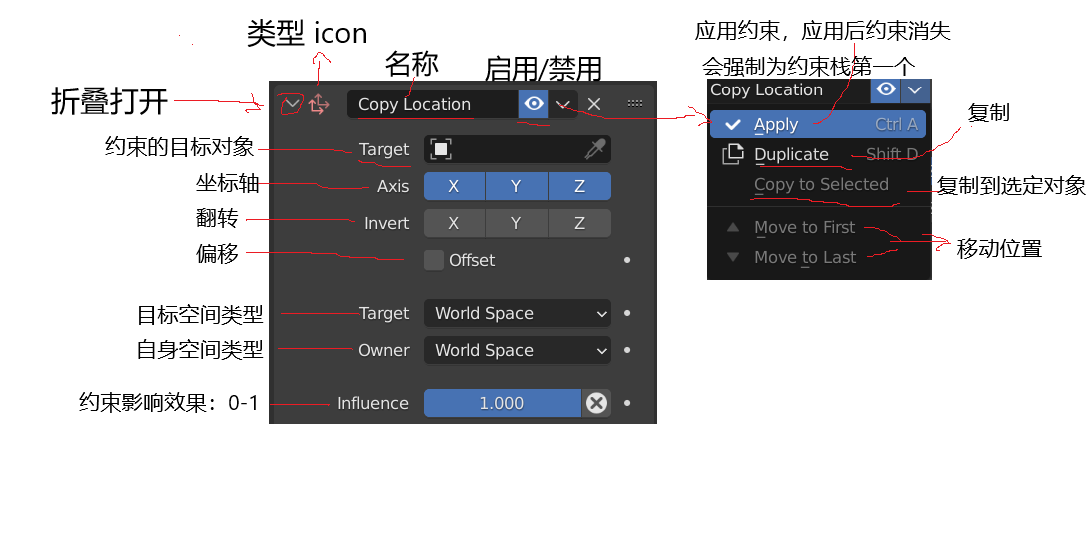 类型 icon
名称
启用/禁用
折叠打开
Copy Location
约束的目标对象
Target
坐标轴
Axis X Y Z
翻转
Invert X Y Z
偏移
Offset
目标空间类型
Target World Space
自身空间类型
Owner World Space
约束影响效果：0-1
Influence 1.000
应用约束，应用后约束消失
会强制为约束栈第一个
Copy Location
Apply Ctrl A
复制
Duplicate Shift D
Copy to Selected
复制到选定对象
Move to First
Move to Last
移动位置